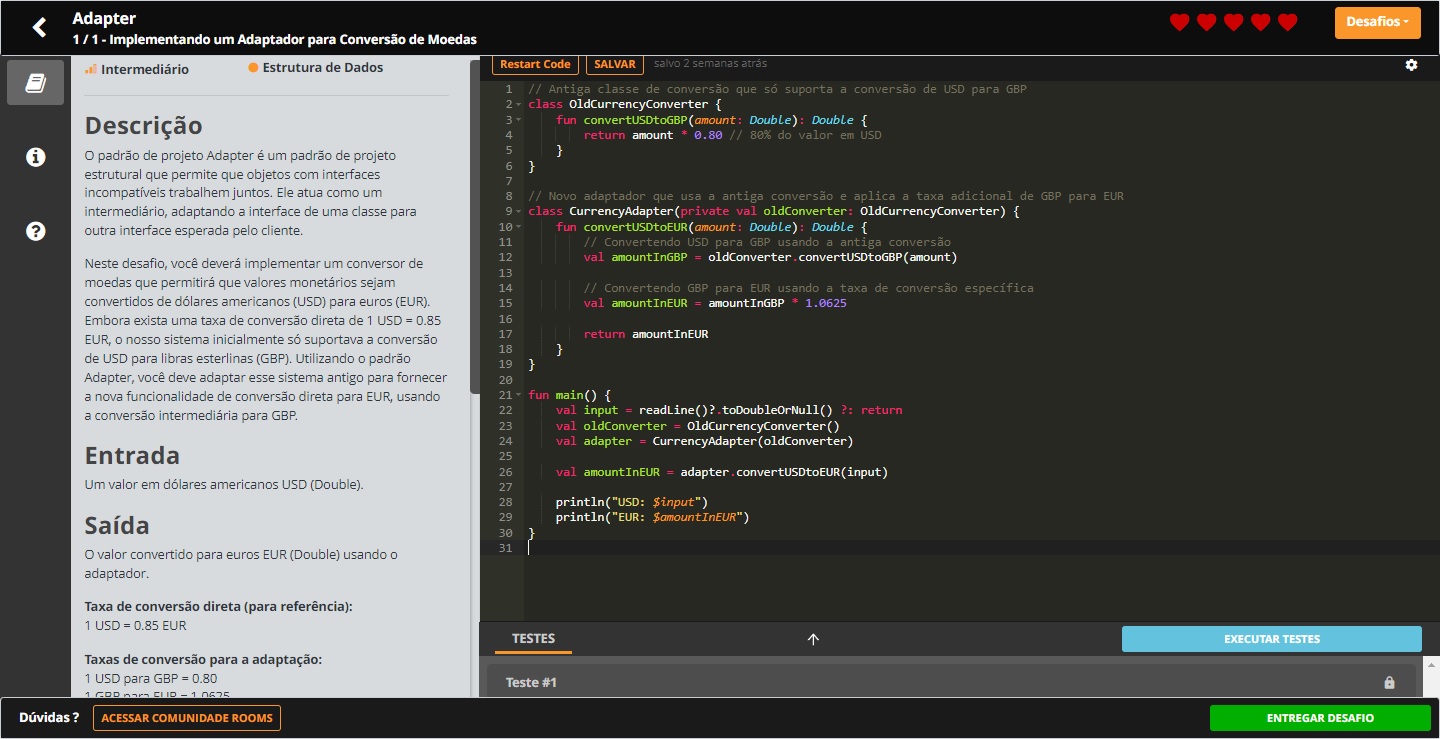 Adapter
1 / 1 - Implementando um Adaptador para Conversão de Moedas
Desafios
Intermediário
Estrutura de Dados
Descrição
O padrão de projeto Adapter é um padrão de projeto
estrutural que permite que objetos com interfaces
incompatíveis trabalhem juntos. Ele atua como um
intermediário, adaptando a interface de uma classe para
outra interface esperada pelo cliente.
Neste desafio, você deverá implementar um conversor de
moedas que permitirá que valores monetários sejam
convertidos de dólares americanos (USD) para euros (EUR).
Embora exista uma taxa de conversão direta de 1 USD = 0.85
EUR, o nosso sistema inicialmente só suportava a conversão
de USD para libras esterlinas (GBP). Utilizando o padrão
Adapter, você deve adaptar esse sistema antigo para fornecer
a nova funcionalidade de conversão direta para EUR, usando
a conversão intermediária para GBP.
Entrada
Um valor em dólares americanos USD (Double).
Saída
O valor convertido para euros EUR (Double) usando o
adaptador.
Taxa de conversão direta (para referência):
1 USD = 0.85 EUR
Taxas de conversão para a adaptação:
1 USD para GBP = 0.80
1 GBP para EUR = 1.0625
Restart Code
SALVAR
salvo 2 semanas atrás
1 // Antiga classe de conversão que só suporta a conversão de USD para GBP
2 class OldCurrencyConverter {
3 fun convertUSDtoGBP(amount: Double): Double {
4 return amount * 0.80 // 80% do valor em USD
5 }
6 }
7
8 // Novo adaptador que usa a antiga conversão e aplica a taxa adicional de GBP para EUR
9 class CurrencyAdapter(private val oldConverter: OldCurrencyConverter) {
10 fun convertUSDtoEUR(amount: Double): Double {
11 // Convertendo USD para GBP usando a antiga conversão
12 val amountInGBP = oldConverter.convertUSDtoGBP(amount)
13
14 // Convertendo GBP para EUR usando a taxa de conversão específica
15 val amountInEUR = amountInGBP * 1.0625
16
17 return amountInEUR
18 }
19 }
20
21 fun main() {
22 val input = readLine()?.toDoubleOrNull() ?: return
23 val oldConverter = OldCurrencyConverter()
24 val adapter = CurrencyAdapter(oldConverter)
25
26 val amountInEUR = adapter.convertUSDtoEUR(input)
27
28 println("USD: $input")
29 println("EUR: $amountInEUR")
30 }
31
TESTES
EXECUTAR TESTES
Teste #1
Dúvidas ?
ACESSAR COMUNIDADE ROOMS
ENTREGAR DESAFIO